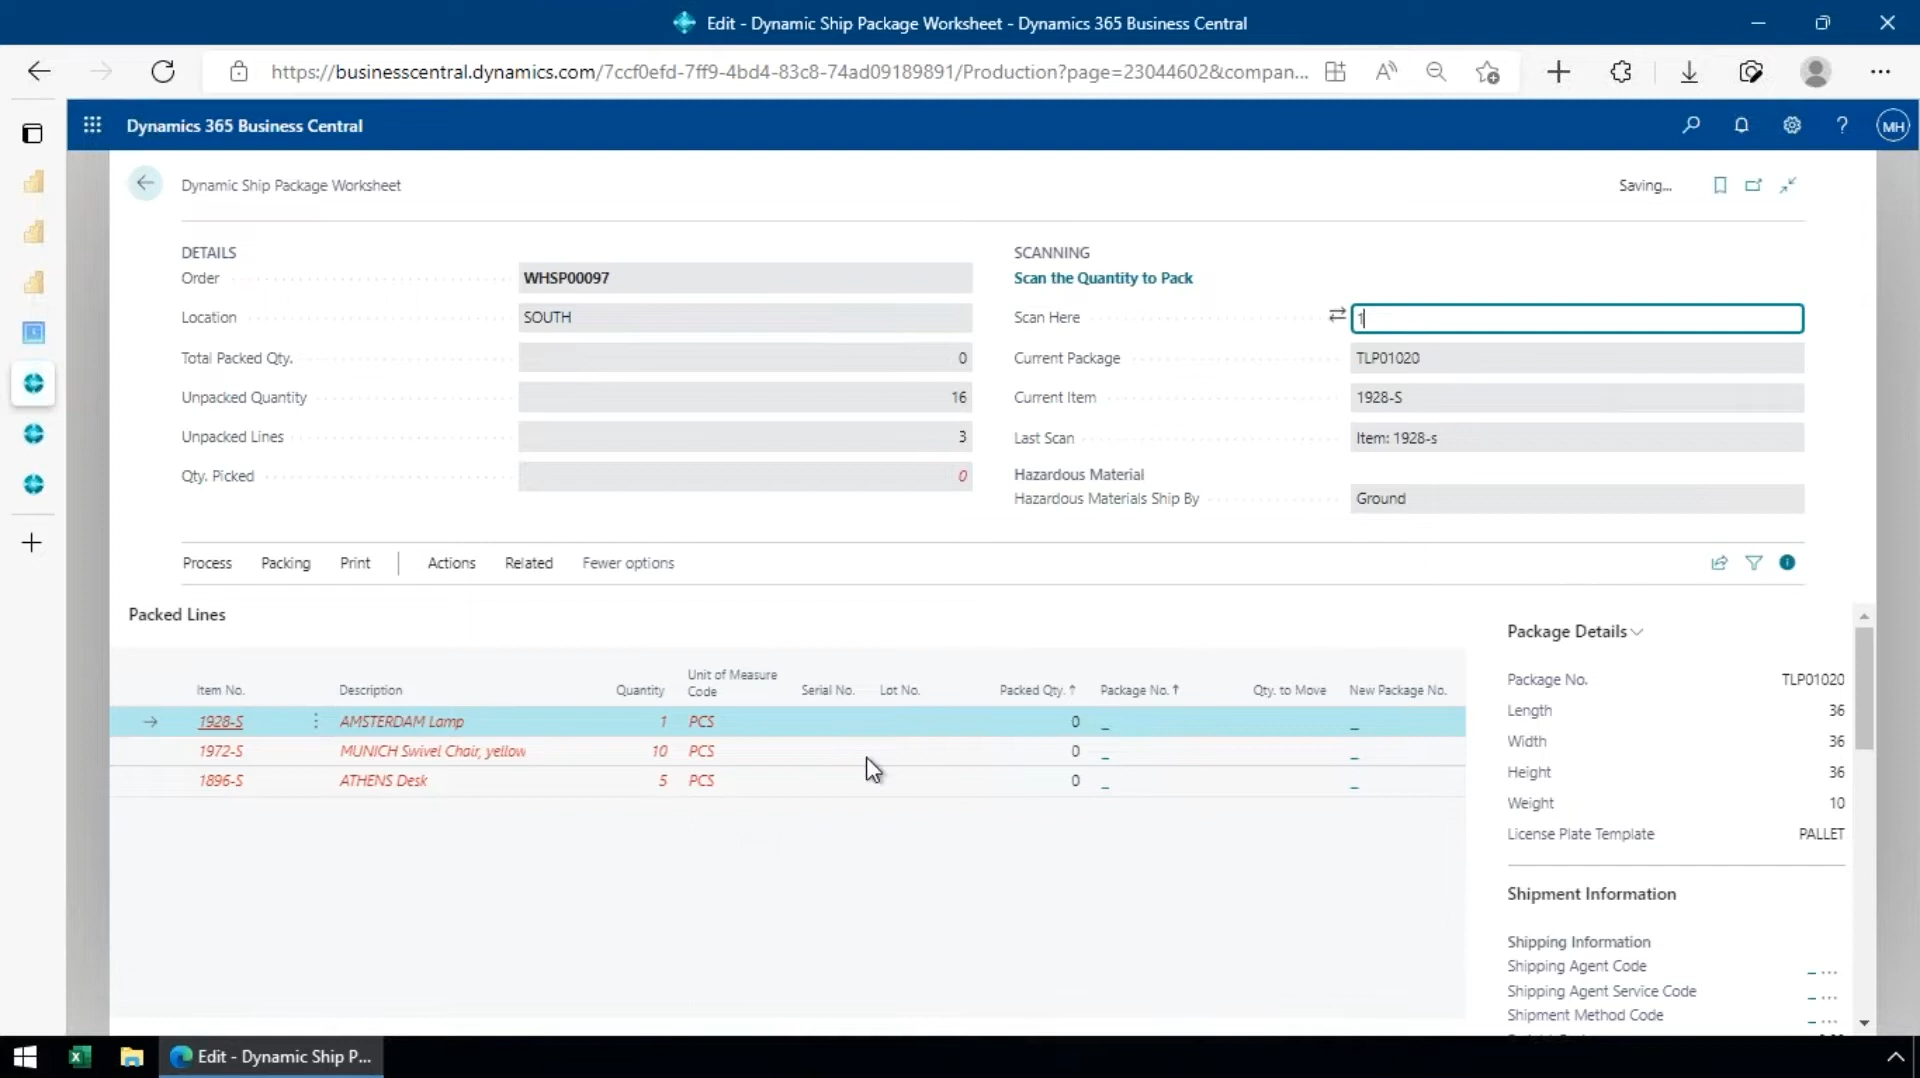 Edit - Dynamic Ship Package Worksheet - Dynamics 365 Business Central
https://businesscentral.dynamics.com/7ccf0efd-7ff9-4bd4-83c8-74ad09189891/Production?page=23044602&compan...
Dynamics 365 Business Central
MH
Dynamic Ship Package Worksheet
Saving...
DETAILS
Order WHSP00097
Location SOUTH
Total Packed Qty. 0
Unpacked Quantity 16
Unpacked Lines 3
Qty. Picked 0
SCANNING
Scan the Quantity to Pack
Scan Here 1
Current Package TLP01020
Current Item 1928-S
Last Scan Item: 1928-s
Hazardous Material
Hazardous Materials Ship By Ground
Process Packing Print Actions Related Fewer options
Packed Lines
Item No. Description Quantity Unit of Measure Code Serial No. Lot No. Packed Qty.↑ Package No.↑ Qty. to Move New Package No.
1928-S AMSTERDAM Lamp 1 PCS 0 _ _
1972-S MUNICH Swivel Chair, yellow 10 PCS 0 _ _
1896-S ATHENS Desk 5 PCS 0 _ _
Package Details
Package No. TLP01020
Length 36
Width 36
Height 36
Weight 10
License Plate Template PALLET
Shipment Information
Shipping Information
Shipping Agent Code _ ...
Shipping Agent Service Code _ ...
Shipment Method Code _ ...
Edit - Dynamic Ship P...